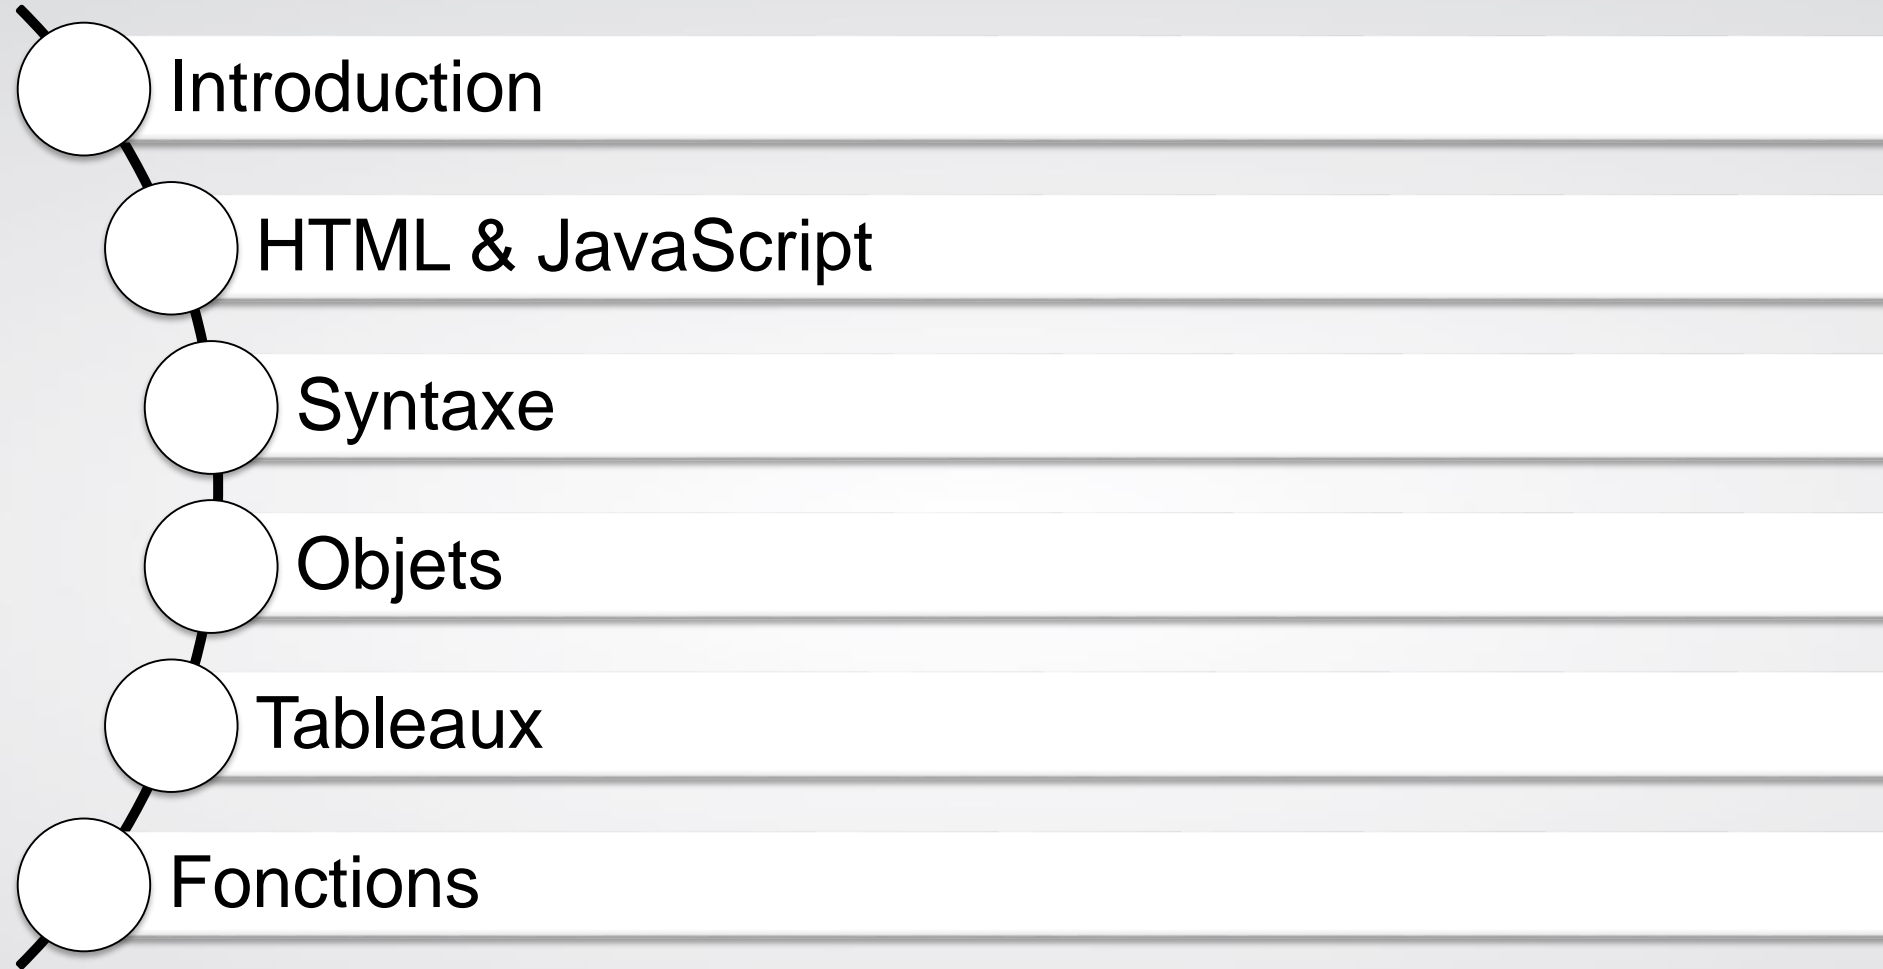 Introduction
HTML & JavaScript
Syntaxe
Objets
Tableaux
Fonctions